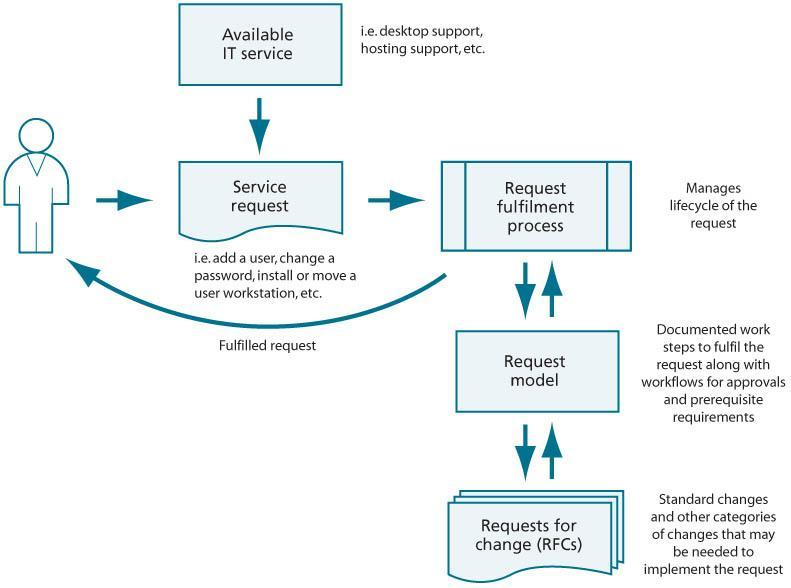 Available
IT service
i.e. desktop support,
hosting support, etc.
Service
request
i.e. add a user, change a
password, install or move a
user workstation, etc.
Request
fulfilment
process
Manages
lifecycle of the
request
Fulfilled request
Request
model
Documented work
steps to fulfil the
request along with
workflows for approvals
and prerequisite
requirements
Requests for
change (RFCs)
Standard changes
and other categories
of changes that may
be needed to
implement the request